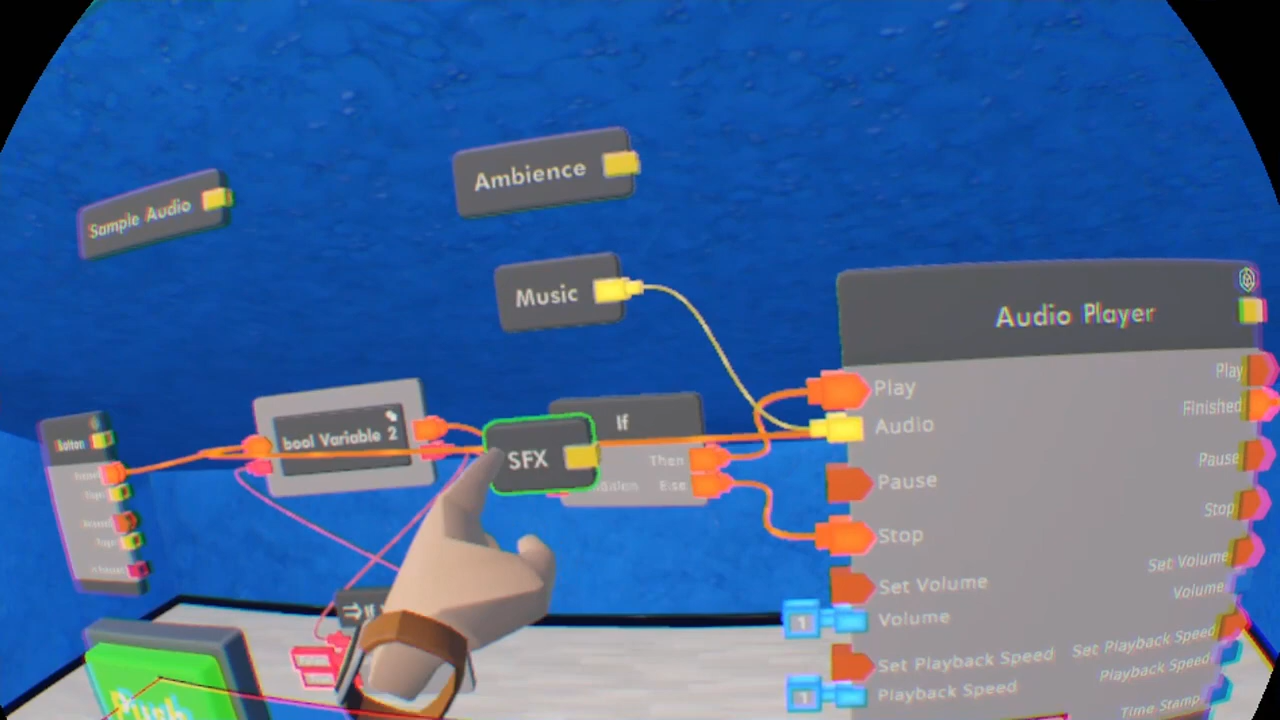 Ambience
Sample Audio
Music
Audio Player
Play
Play
Finished
Audio
Button
bool Variable 2
If
SFX
Then
Else
Pause
Pause
Stop
Stop
Set Volume
Set Volume
Volume
Volume
1
Set Playback Speed
Set Playback Speed
Playback Speed
Playback Speed
1
Time Stamp
If
Push